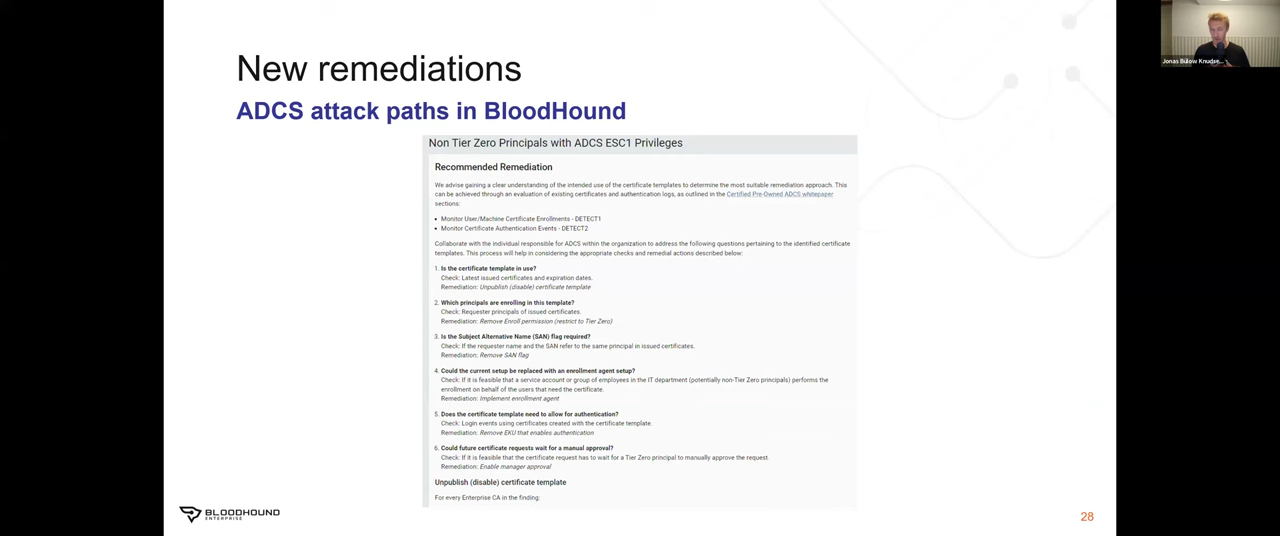 New remediations
ADCS attack paths in BloodHound
Jonas Bülow Knudse...
Non Tier Zero Principals with ADCS ESC1 Privileges
Recommended Remediation
We advise gaining a clear understanding of the intended use of the certificate templates to determine the most suitable remediation approach. This
can be achieved through an evaluation of existing certificates and authentication logs, as outlined in the Certified Pre-Owned ADCS whitepaper
sections:
• Monitor User/Machine Certificate Enrollments - DETECT1
• Monitor Certificate Authentication Events - DETECT2
Collaborate with the individual responsible for ADCS within the organization to address the following questions pertaining to the identified certificate
templates. This process will help in considering the appropriate checks and remedial actions described below:
1. Is the certificate template in use?
Check: Latest issued certificates and expiration dates.
Remediation: Unpublish (disable) certificate template
2. Which principals are enrolling in this template?
Check: Requester principals of issued certificates.
Remediation: Remove Enroll permission (restrict to Tier Zero)
3. Is the Subject Alternative Name (SAN) flag required?
Check: If the requester name and the SAN refer to the same principal in issued certificates.
Remediation: Remove SAN flag
4. Could the current setup be replaced with an enrollment agent setup?
Check: If it is feasible that a service account or group of employees in the IT department (potentially non-Tier Zero principals) performs the
enrollment on behalf of the users that need the certificate.
Remediation: Implement enrollment agent
5. Does the certificate template need to allow for authentication?
Check: Login events using certificates created with the certificate template.
Remediation: Remove EKU that enables authentication
6. Could future certificate requests wait for a manual approval?
Check: If it is feasible that the certificate request has to wait for a Tier Zero principal to manually approve the request.
Remediation: Enable manager approval
Unpublish (disable) certificate template
For every Enterprise CA in the finding:
BLOODHOUND
ENTERPRISE
28